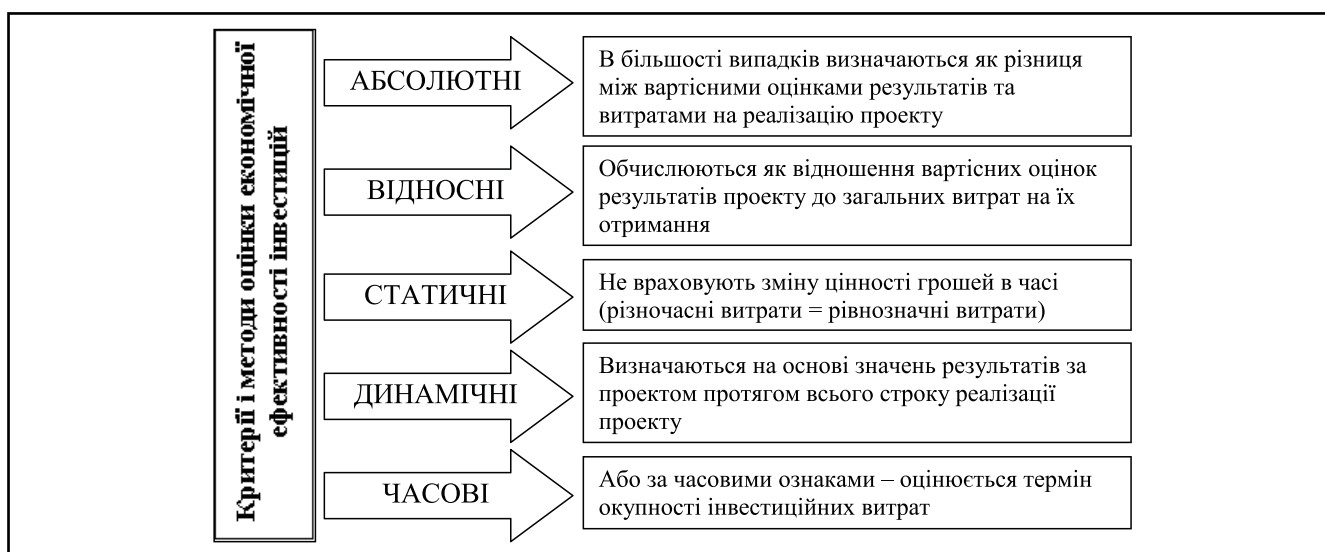 Критерії і методи оцінки економічної
ефективності інвестицій
АБСОЛЮТНІ
В більшості випадків визначаються як різниця
між вартісними оцінками результатів та
витратами на реалізацію проекту
ВІДНОСНІ
Обчислюються як відношення вартісних оцінок
результатів проекту до загальних витрат на їх
отримання
СТАТИЧНІ
Не враховують зміну цінності грошей в часі
(різночасні витрати = рівнозначні витрати)
ДИНАМІЧНІ
Визначаються на основі значень результатів за
проектом протягом всього строку реалізації
проекту
ЧАСОВІ
Або за часовими ознаками – оцінюється термін
окупності інвестиційних витрат